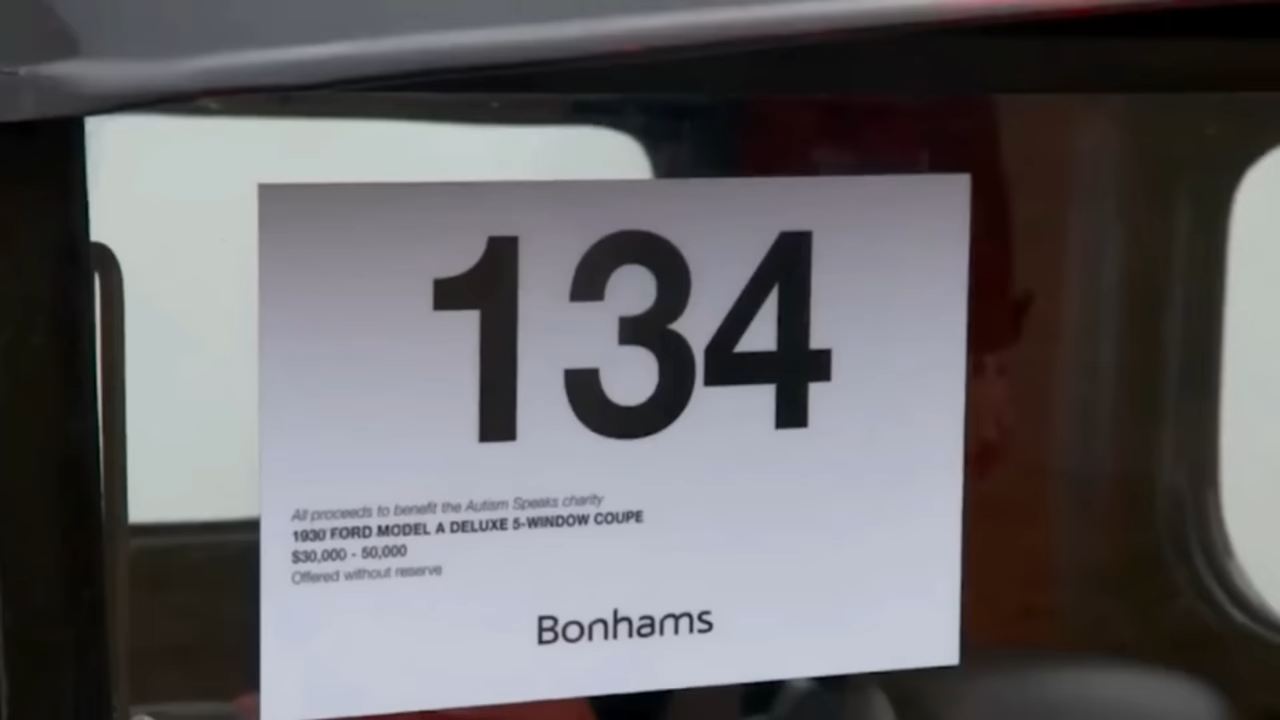 134
All proceeds to benefit the Autism Speaks charity
1930 FORD MODEL A DELUXE 5-WINDOW COUPE
$30,000 - 50,000
Offered without reserve
Bonhams